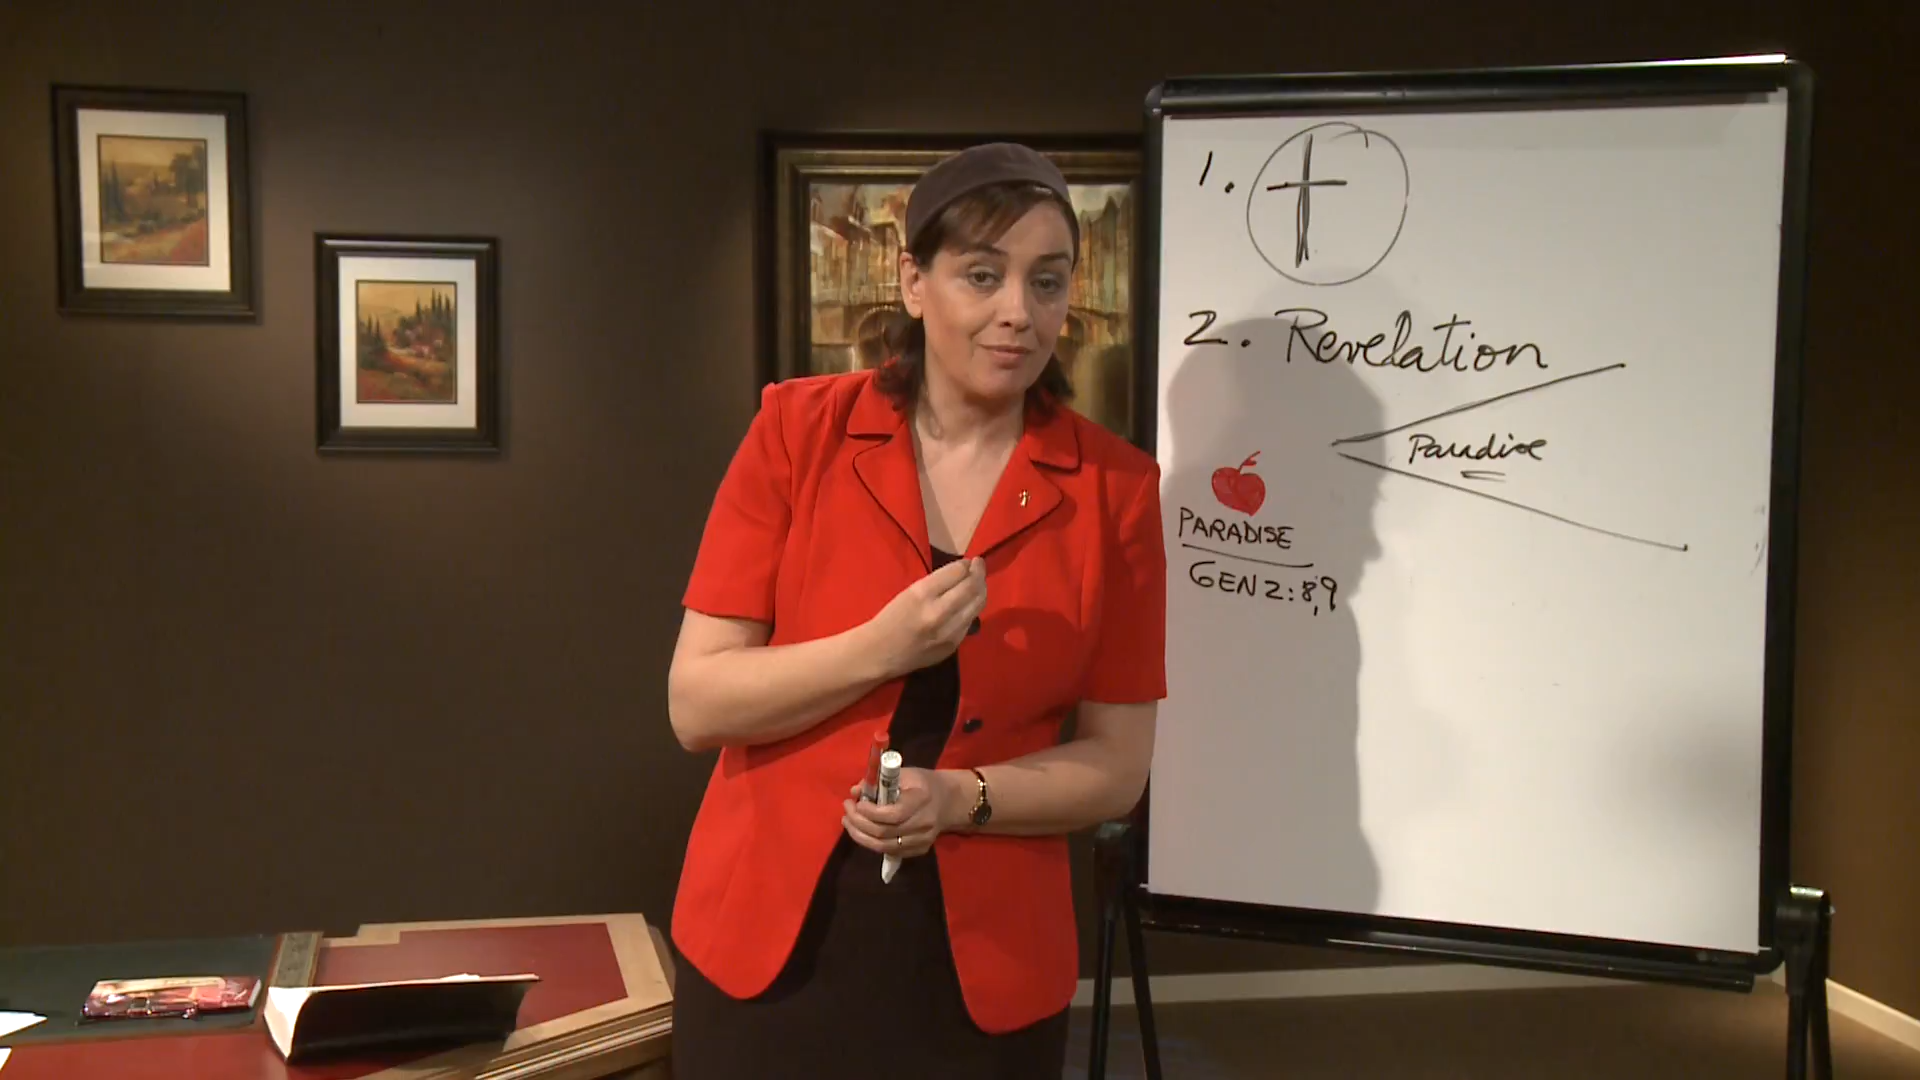 1.
2. Revelation
Paradise
PARADISE
GEN 2:8,9